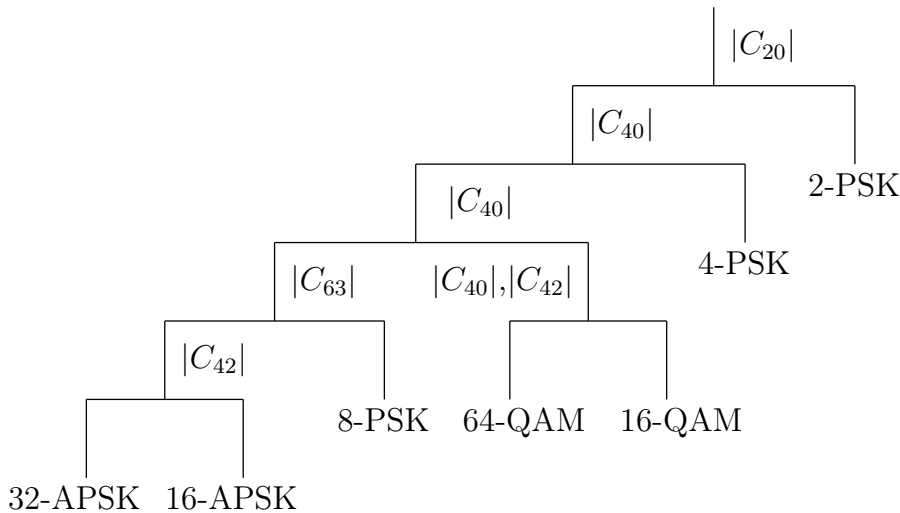 |C₂₀|
|C₄₀|
2-PSK
|C₄₀|
4-PSK
|C₆₃|
|C₄₀|,|C₄₂|
|C₄₂|
8-PSK
64-QAM
16-QAM
32-APSK
16-APSK